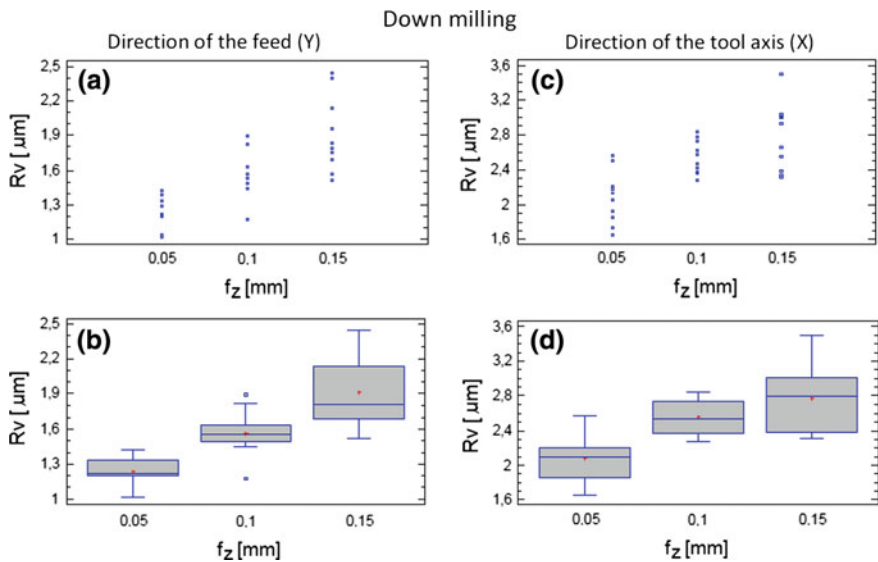 Down milling
Direction of the feed (Y)
Direction of the tool axis (X)
(a)
2,5
2,2
1,9
1,6
1,3
1
Rv [µm]
0,05 0,1 0,15
fz [mm]
(c)
3,6
3,2
2,8
2,4
2
1,6
Rv [µm]
0,05 0,1 0,15
fz [mm]
(b)
2,5
2,2
1,9
1,6
1,3
1
Rv [µm]
0.05 0.1 0.15
fz [mm]
(d)
3,6
3,2
2,8
2,4
2
1,6
Rv [µm]
0.05 0.1 0.15
fz [mm]